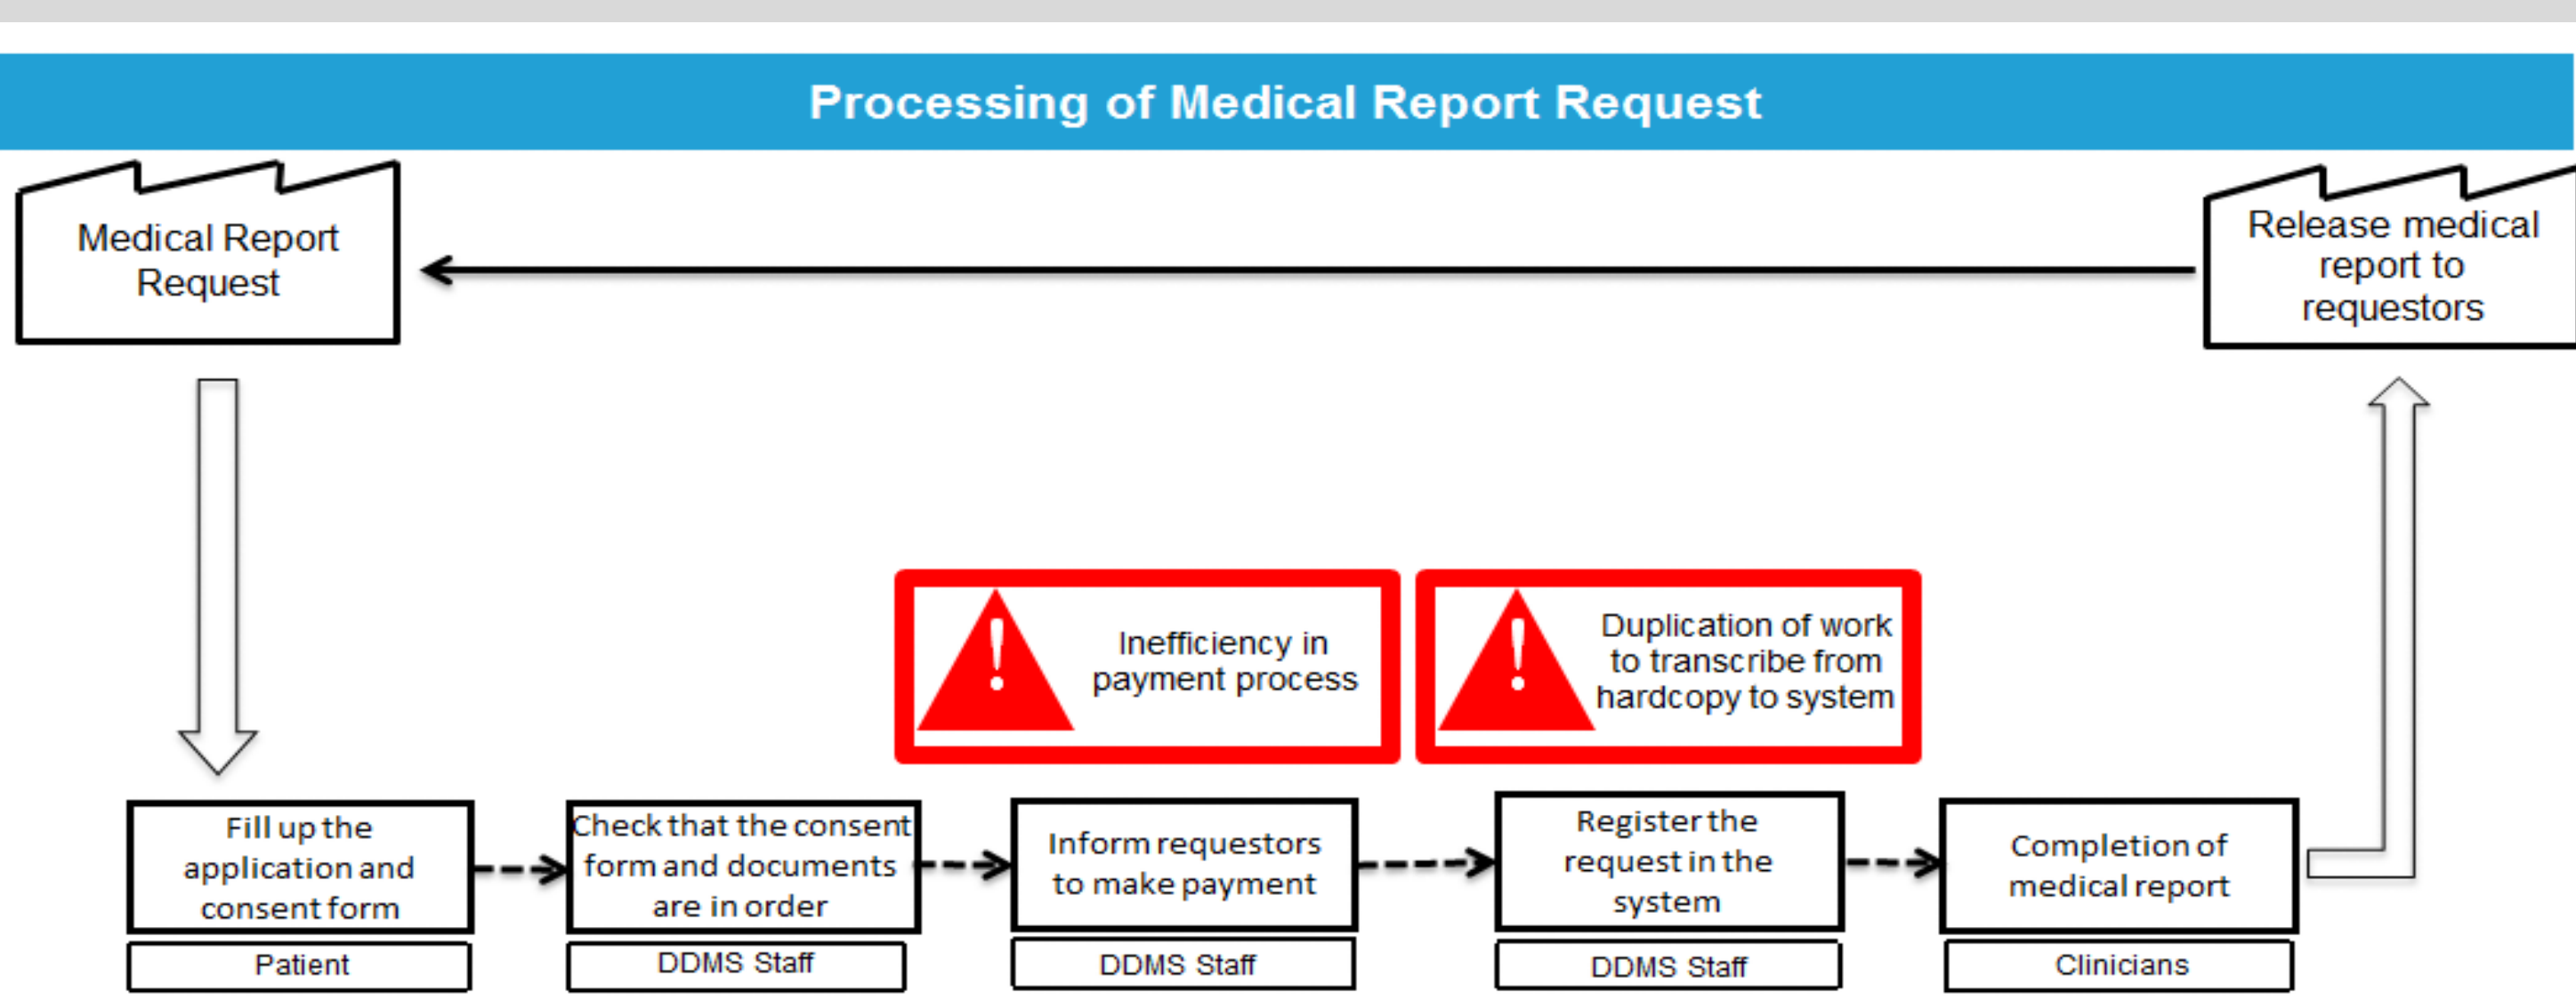 Processing of Medical Report Request
Medical Report
Request
Release medical
report to
requestors
Inefficiency in
payment process
Duplication of work
to transcribe from
hardcopy to system
Fill up the
application and
consent form
Patient
Check that the consent
form and documents
are in order
DDMS Staff
Inform requestors
to make payment
DDMS Staff
Register the
request in the
system
DDMS Staff
Completion of
medical report
Clinicians